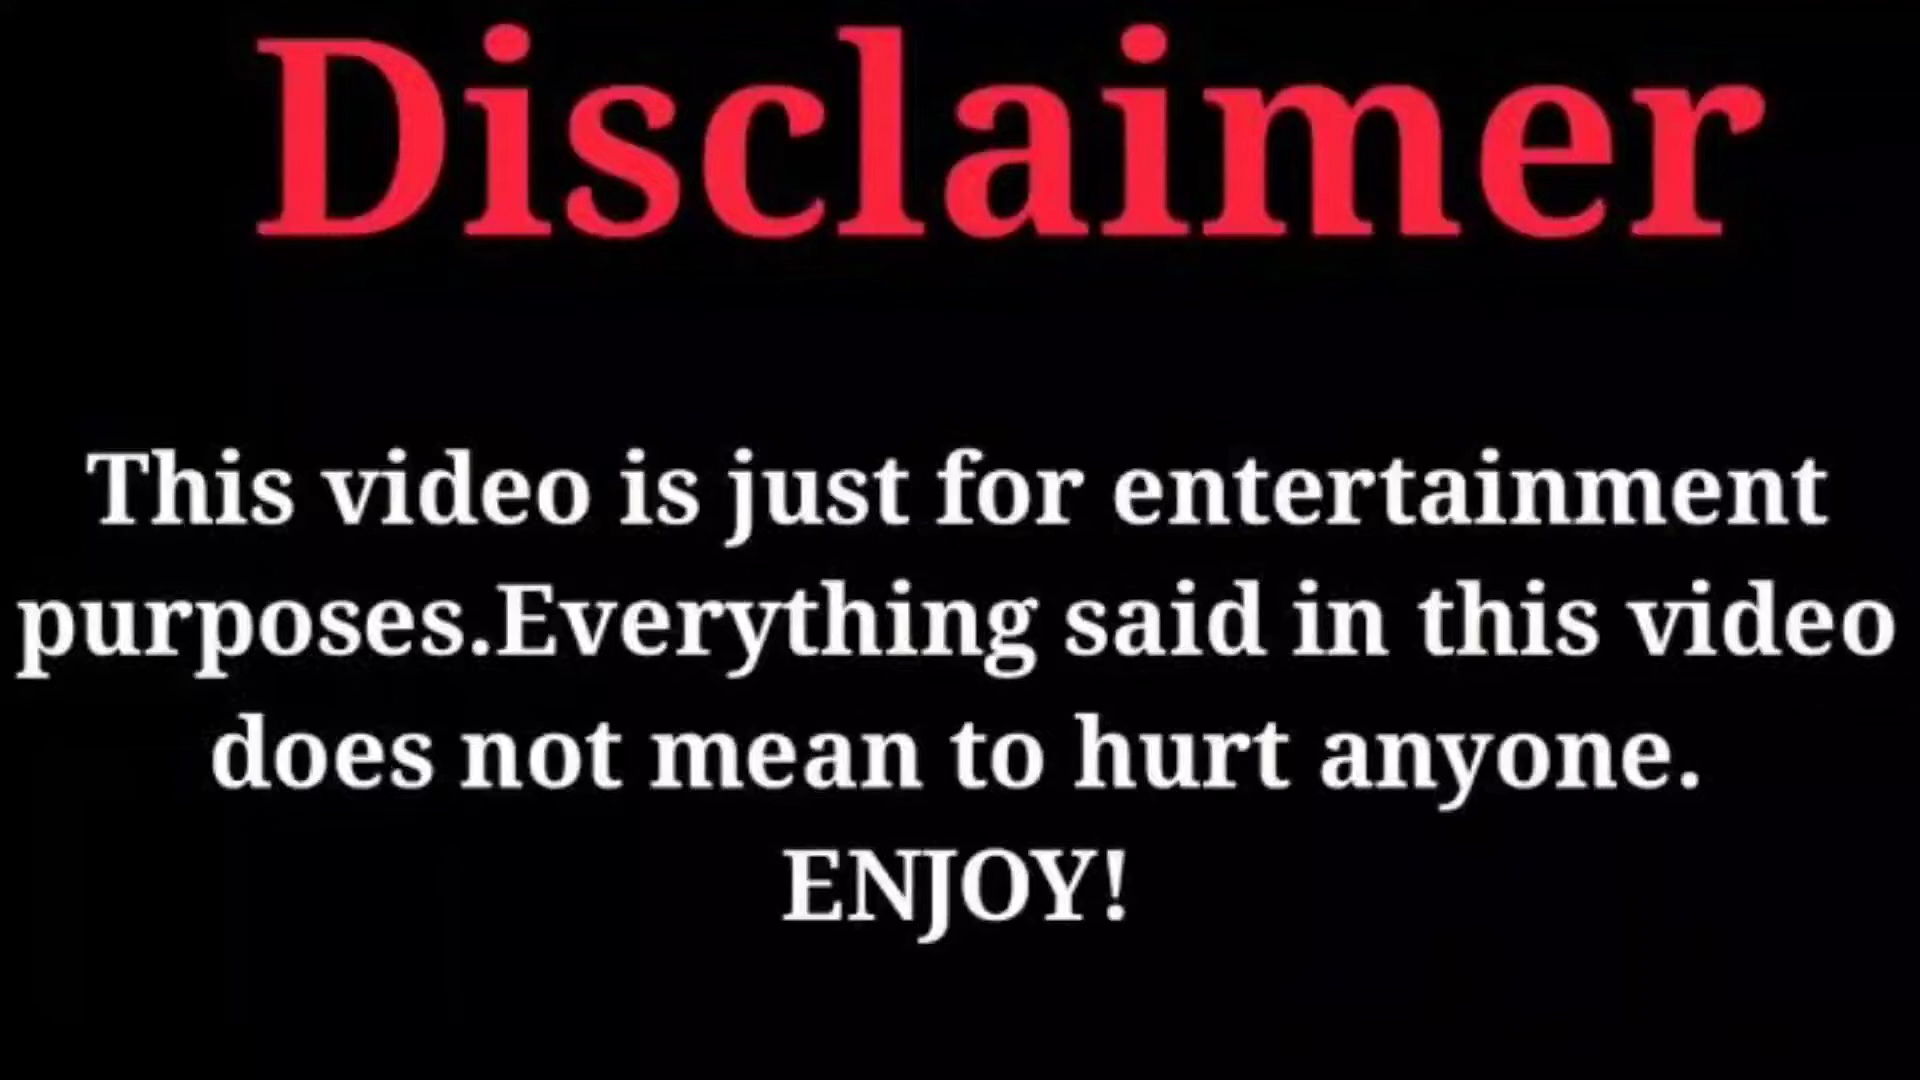 Disclaimer
This video is just for entertainment
purposes.Everything said in this video
does not mean to hurt anyone.
ENJOY!